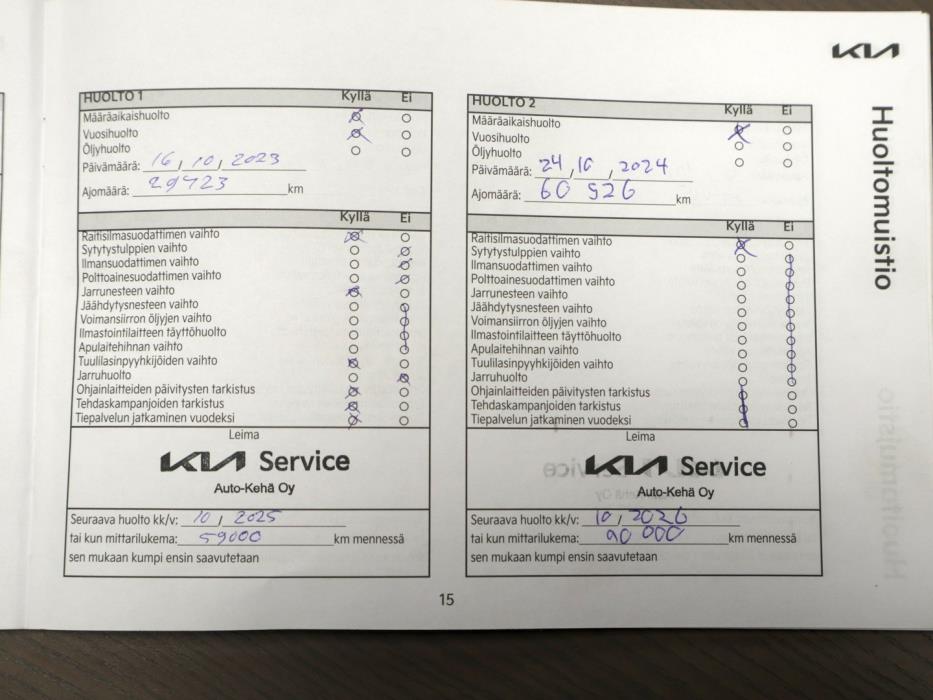 KIA
Huoltomuistio
HUOLTO 1 Kyllä Ei
Määräaikaishuolto
Vuosihuolto
Öljyhuolto
Päivämäärä: 16 , 10 , 2023
Ajomäärä: 29723 km
Kyllä Ei
Raitisilmasuodattimen vaihto
Sytytystulppien vaihto
Ilmansuodattimen vaihto
Polttoainesuodattimen vaihto
Jarrunesteen vaihto
Jäähdytysnesteen vaihto
Voimansiirron öljyjen vaihto
Ilmastointilaitteen täyttöhuolto
Apulaitehihnan vaihto
Tuulilasinpyyhkijöiden vaihto
Jarruhuolto
Ohjainlaitteiden päivitysten tarkistus
Tehdaskampanjoiden tarkistus
Tiepalvelun jatkaminen vuodeksi
Leima
KIA Service
Auto-Kehä Oy
Seuraava huolto kk/v: 10 , 2025
tai kun mittarilukema: 59000 km mennessä
sen mukaan kumpi ensin saavutetaan
HUOLTO 2 Kyllä Ei
Määräaikaishuolto
Vuosihuolto
Öljyhuolto
Päivämäärä: 24 , 10 , 2024
Ajomäärä: 60 526 km
Kyllä Ei
Raitisilmasuodattimen vaihto
Sytytystulppien vaihto
Ilmansuodattimen vaihto
Polttoainesuodattimen vaihto
Jarrunesteen vaihto
Jäähdytysnesteen vaihto
Voimansiirron öljyjen vaihto
Ilmastointilaitteen täyttöhuolto
Apulaitehihnan vaihto
Tuulilasinpyyhkijöiden vaihto
Jarruhuolto
Ohjainlaitteiden päivitysten tarkistus
Tehdaskampanjoiden tarkistus
Tiepalvelun jatkaminen vuodeksi
Leima
KIA Service
Auto-Kehä Oy
Seuraava huolto kk/v: 10 , 2026
tai kun mittarilukema: 90 000 km mennessä
sen mukaan kumpi ensin saavutetaan
15